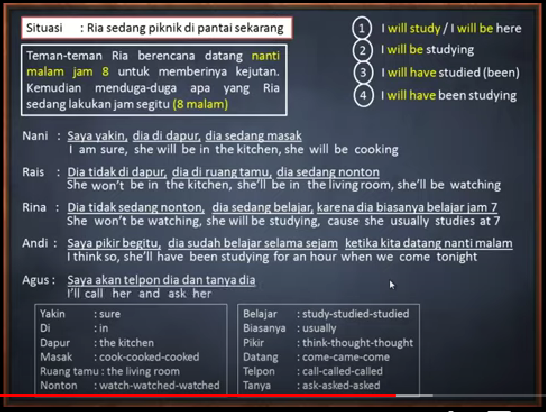 Situasi : Ria sedang piknik di pantai sekarang
Teman-teman Ria berencana datang nanti
malam jam 8 untuk memberinya kejutan.
Kemudian menduga-duga apa yang Ria
sedang lakukan jam segitu (8 malam)
1 I will study / I will be here
2 I will be studying
3 I will have studied (been)
4 I will have been studying
Nani : Saya yakin, dia di dapur, dia sedang masak
I am sure, she will be in the kitchen, she will be cooking
Rais : Dia tidak di dapur, dia di ruang tamu, dia sedang nonton
She won't be in the kitchen, she'll be in the living room, she'll be watching
Rina : Dia tidak sedang nonton, dia sedang belajar, karena dia biasanya belajar jam 7
She won't be watching, she will be studying, cause she usually studies at 7
Andi : Saya pikir begitu, dia sudah belajar selama sejam ketika kita datang nanti malam
I think so, she'll have been studying for an hour when we come tonight
Agus : Saya akan telpon dia dan tanya dia
I'll call her and ask her
Yakin : sure
Di : in
Dapur : the kitchen
Masak : cook-cooked-cooked
Ruang tamu : the living room
Nonton : watch-watched-watched
Belajar : study-studied-studied
Biasanya : usually
Pikir : think-thought-thought
Datang : come-came-come
Telpon : call-called-called
Tanya : ask-asked-asked